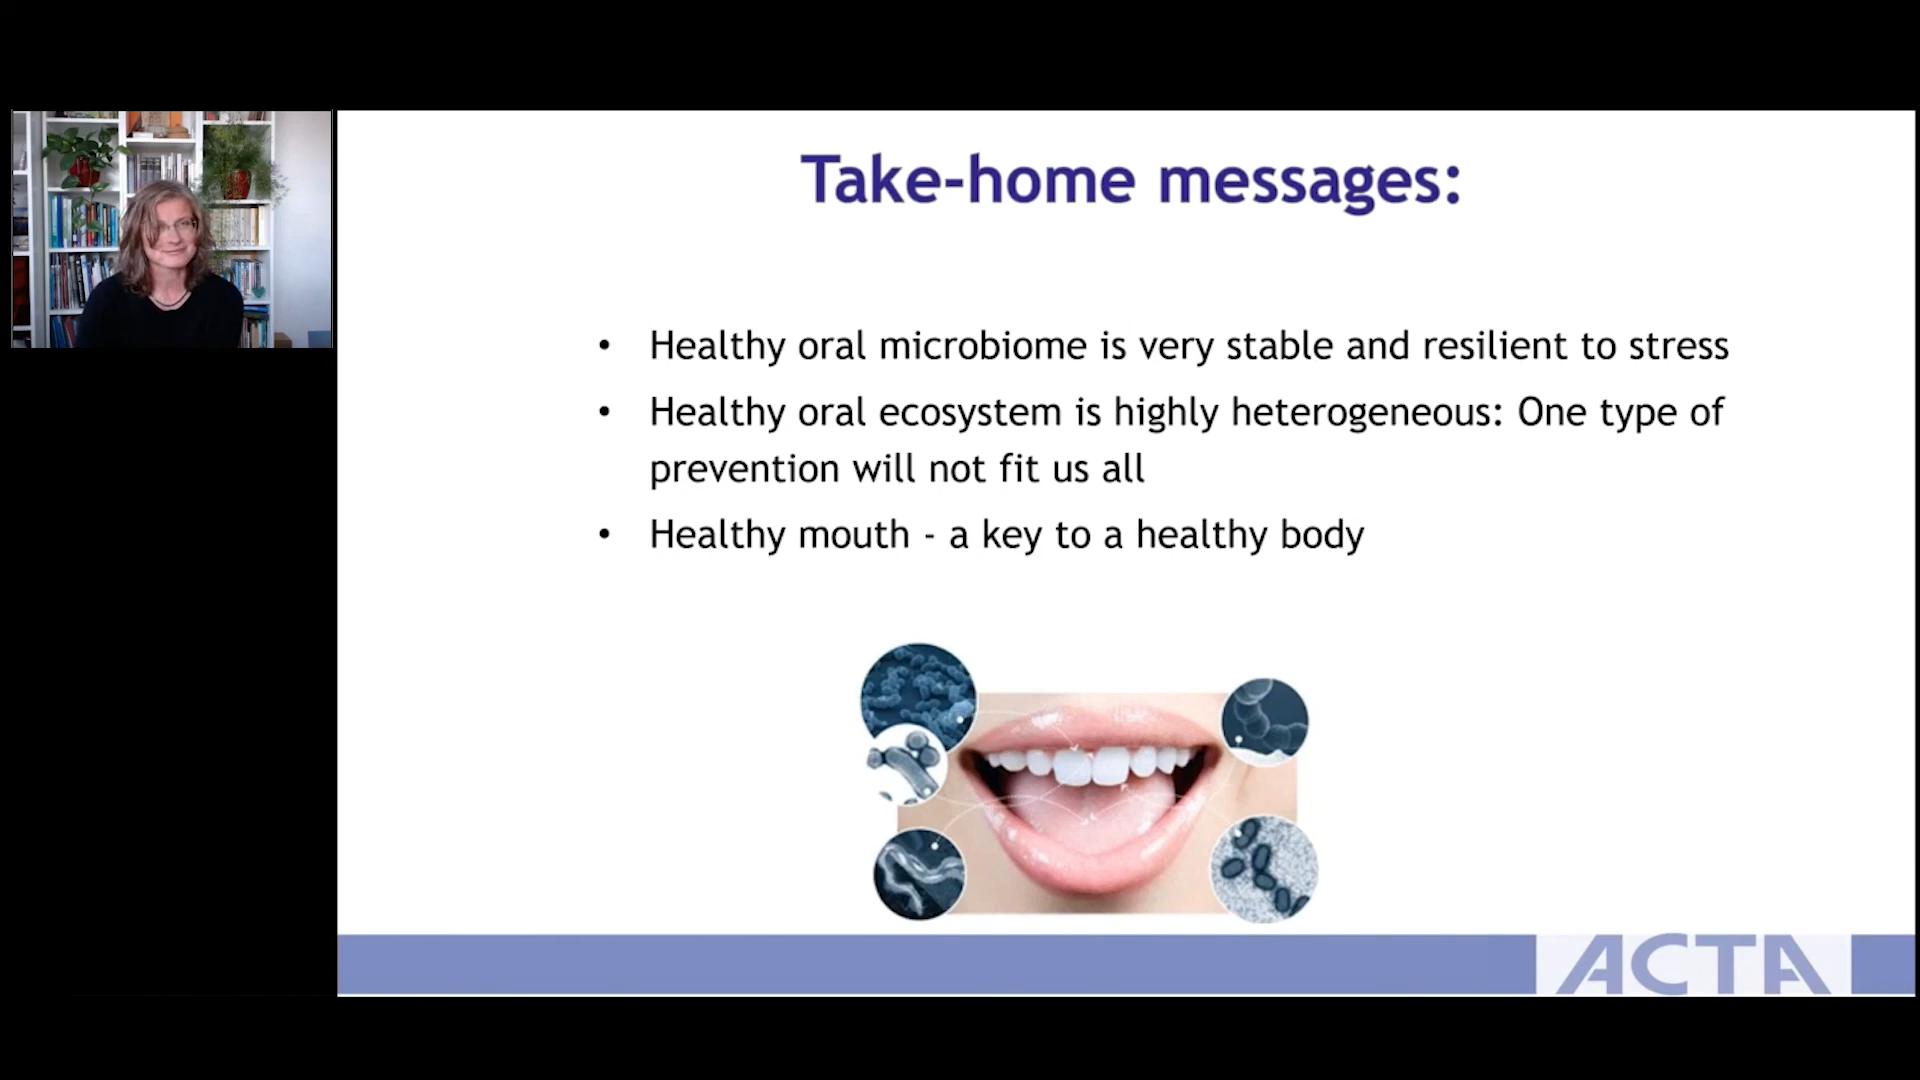 Take-home messages:
• Healthy oral microbiome is very stable and resilient to stress
• Healthy oral ecosystem is highly heterogeneous: One type of
prevention will not fit us all
• Healthy mouth - a key to a healthy body
ACTA